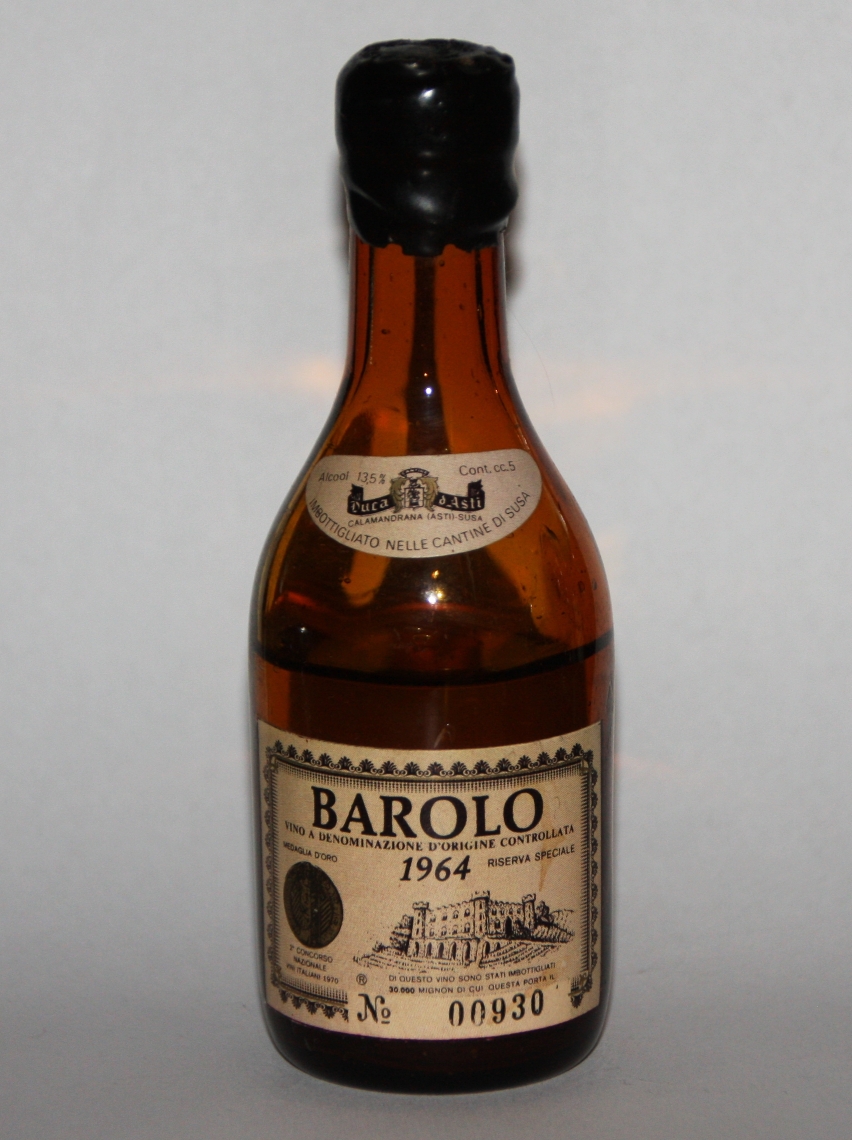 Alcool 13,5% Cont. cc. 5
Duca d'Asti
CALAMANDRANA (ASTI)-SUSA
IMBOTTIGLIATO NELLE CANTINE DI SUSA
BAROLO
VINO A DENOMINAZIONE D'ORIGINE CONTROLLATA
MEDAGLIA D'ORO
1964 RISERVA SPECIALE
2° CONCORSO
NAZIONALE
VINI ITALIANI 1970
® DI QUESTO VINO SONO STATI IMBOTTIGLIATI
30.000 MIGNON DI CUI QUESTA PORTA IL
No 00930